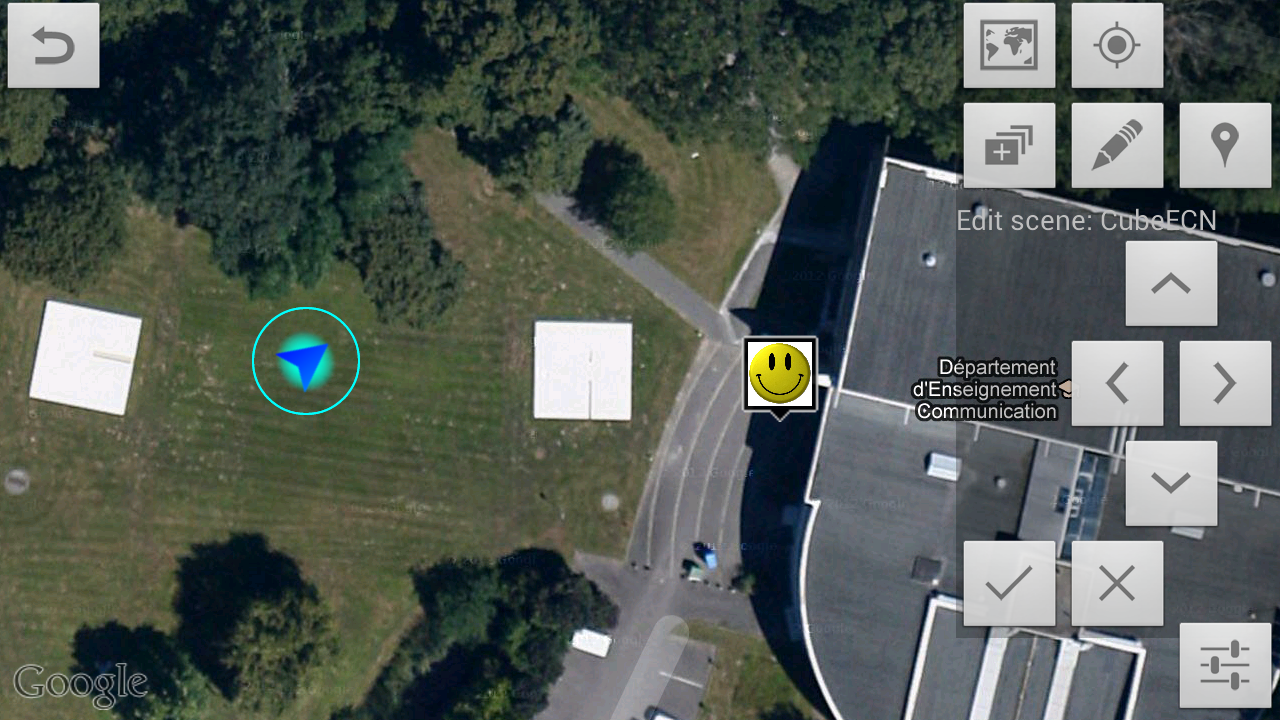 Edit scene: CubeECN
Département
d'Enseignement
Communication
Google